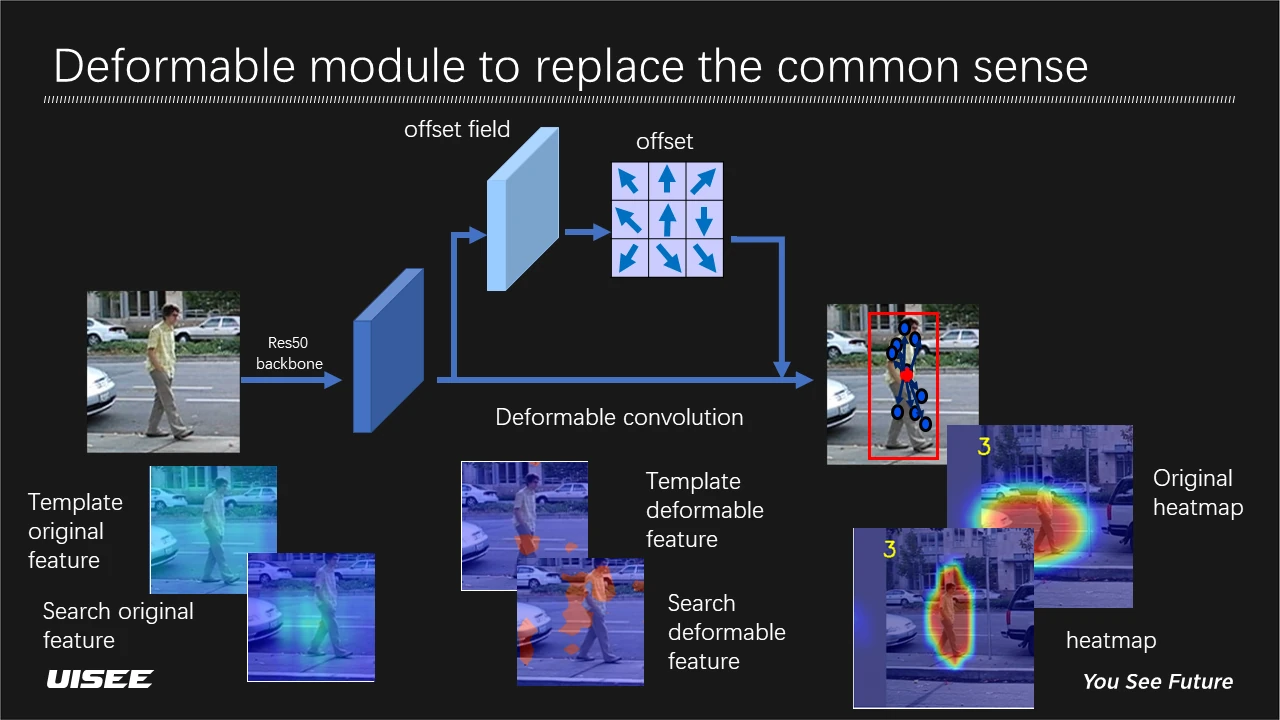 Deformable module to replace the common sense
offset field
offset
Res50
backbone
Deformable convolution
Template
original
feature
Search original
feature
Template
deformable
feature
Search
deformable
feature
3
Original
heatmap
3
heatmap
UISEE
You See Future